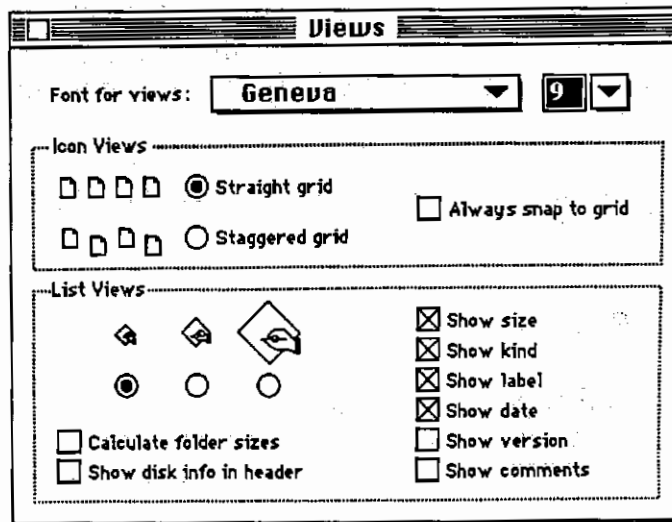 Views
Font for views: Geneva 9
Icon Views
Straight grid
Always snap to grid
Staggered grid
List Views
Show size
Show kind
Show label
Show date
Calculate folder sizes
Show version
Show disk info in header
Show comments